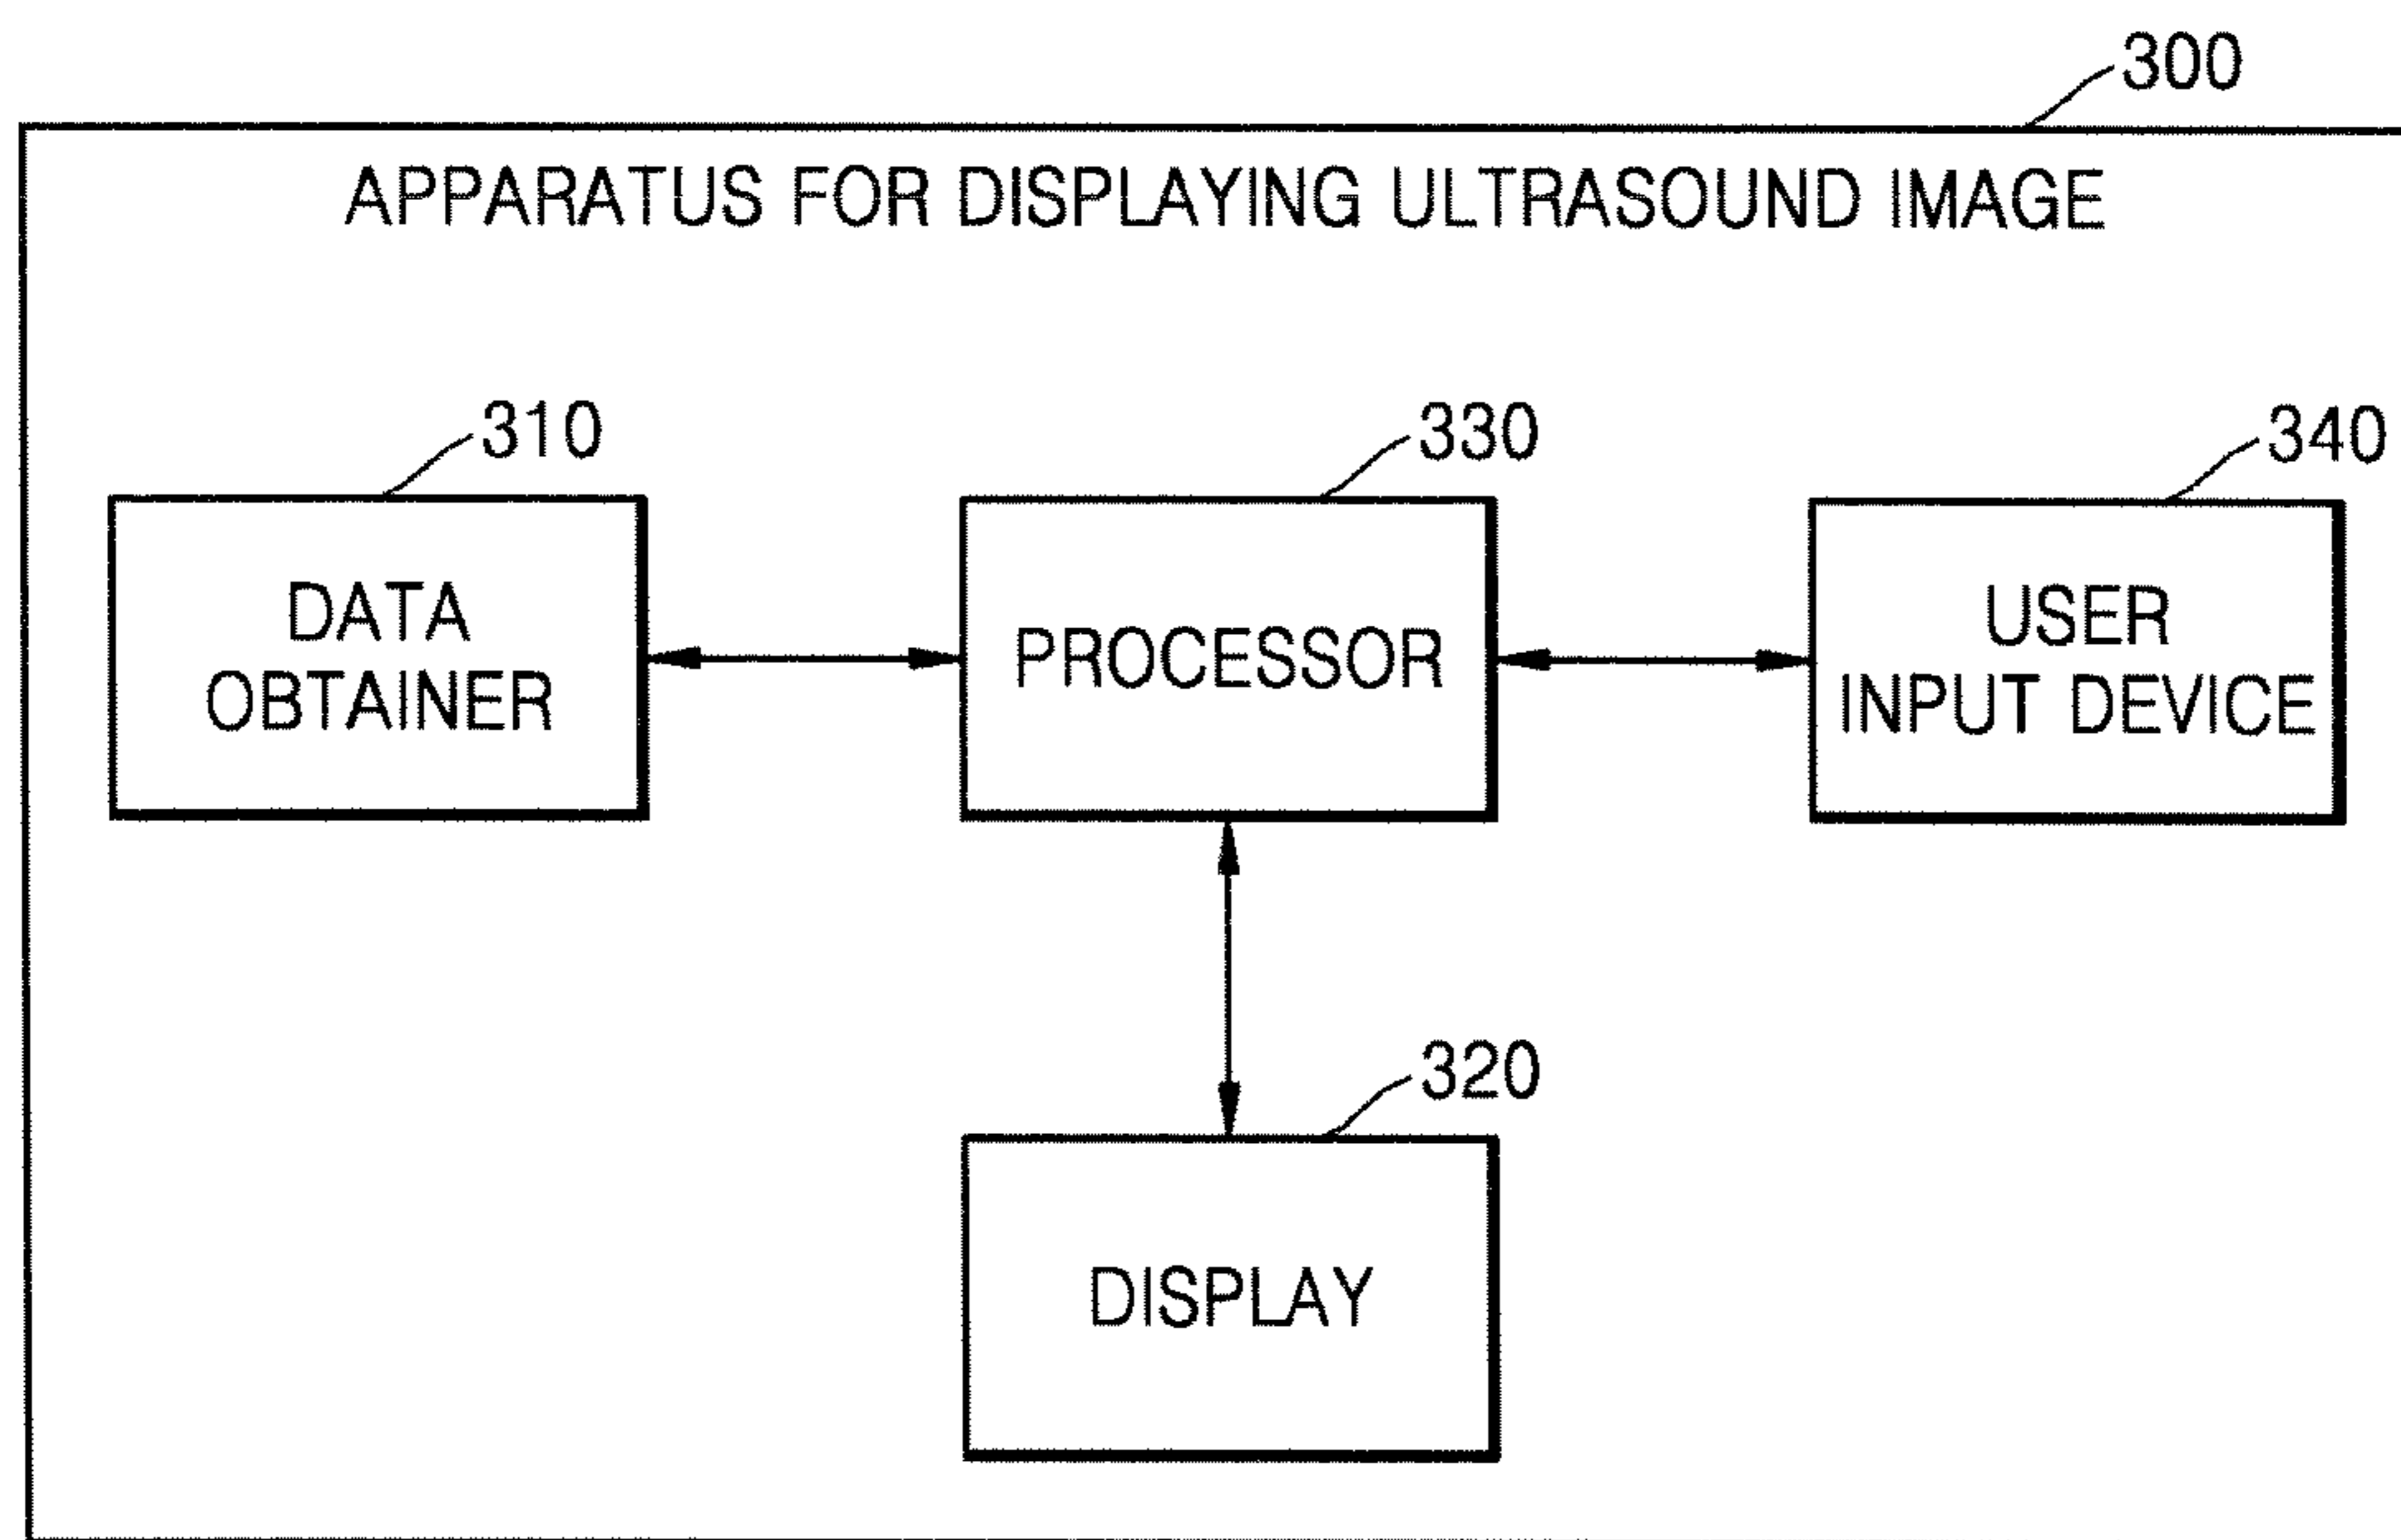 300
APPARATUS FOR DISPLAYING ULTRASOUND IMAGE
310
330
340
DATA
OBTAINER
PROCESSOR
USER
INPUT DEVICE
320
DISPLAY